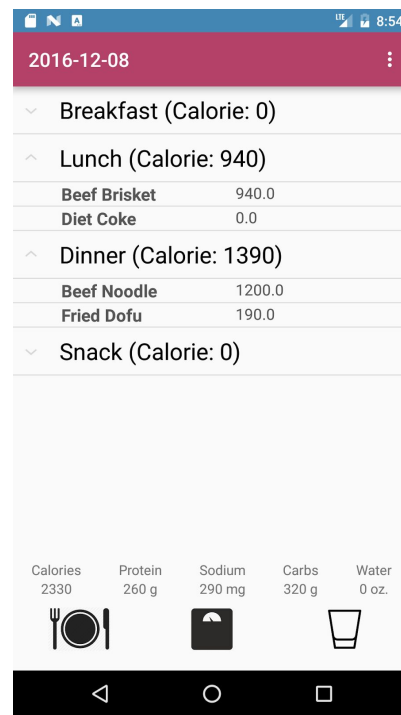 LTE 8:54
2016-12-08
Breakfast (Calorie: 0)
Lunch (Calorie: 940)
Beef Brisket 940.0
Diet Coke 0.0
Dinner (Calorie: 1390)
Beef Noodle 1200.0
Fried Dofu 190.0
Snack (Calorie: 0)
Calories Protein Sodium Carbs Water
2330 260 g 290 mg 320 g 0 oz.